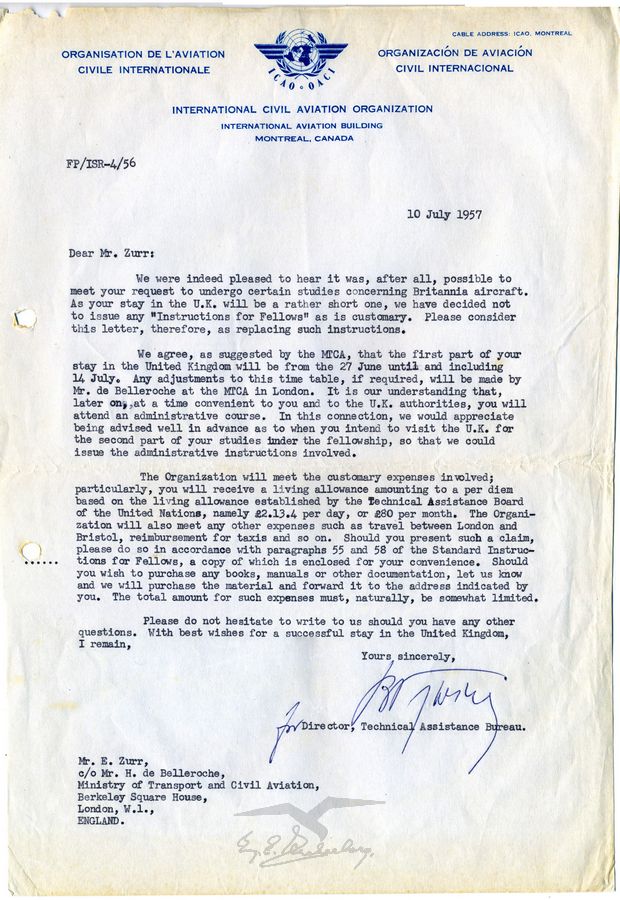 CABLE ADDRESS: ICAO, MONTREAL
ORGANISATION DE L'AVIATION
CIVILE INTERNATIONALE
ICAO·OACI
ORGANIZACIÓN DE AVIACIÓN
CIVIL INTERNACIONAL
INTERNATIONAL CIVIL AVIATION ORGANIZATION
INTERNATIONAL AVIATION BUILDING
MONTREAL, CANADA
FP/ISR-4/56
10 July 1957
Dear Mr. Zurr:
We were indeed pleased to hear it was, after all, possible to
meet your request to undergo certain studies concerning Britannia aircraft.
As your stay in the U.K. will be a rather short one, we have decided not
to issue any "Instructions for Fellows" as is customary. Please consider
this letter, therefore, as replacing such instructions.
We agree, as suggested by the MTCA, that the first part of your
stay in the United Kingdom will be from the 27 June until and including
14 July. Any adjustments to this time table, if required, will be made by
Mr. de Belleroche at the MTCA in London. It is our understanding that,
later on, at a time convenient to you and to the U.K. authorities, you will
attend an administrative course. In this connection, we would appreciate
being advised well in advance as to when you intend to visit the U.K. for
the second part of your studies under the fellowship, so that we could
issue the administrative instructions involved.
The Organization will meet the customary expenses involved;
particularly, you will receive a living allowance amounting to a per diem
based on the living allowance established by the Technical Assistance Board
of the United Nations, namely £2.13.4 per day, or £80 per month. The Organi-
zation will also meet any other expenses such as travel between London and
Bristol, reimbursement for taxis and so on. Should you present such a claim,
please do so in accordance with paragraphs 55 and 58 of the Standard Instruc-
tions for Fellows, a copy of which is enclosed for your convenience. Should
you wish to purchase any books, manuals or other documentation, let us know
and we will purchase the material and forward it to the address indicated by
you. The total amount for such expenses must, naturally, be somewhat limited.
Please do not hesitate to write to us should you have any other
questions. With best wishes for a successful stay in the United Kingdom,
I remain,
Yours sincerely,
for Director, Technical Assistance Bureau.
Mr. E. Zurr,
c/o Mr. H. de Belleroche,
Ministry of Transport and Civil Aviation,
Berkeley Square House,
London, W.1.,
ENGLAND.